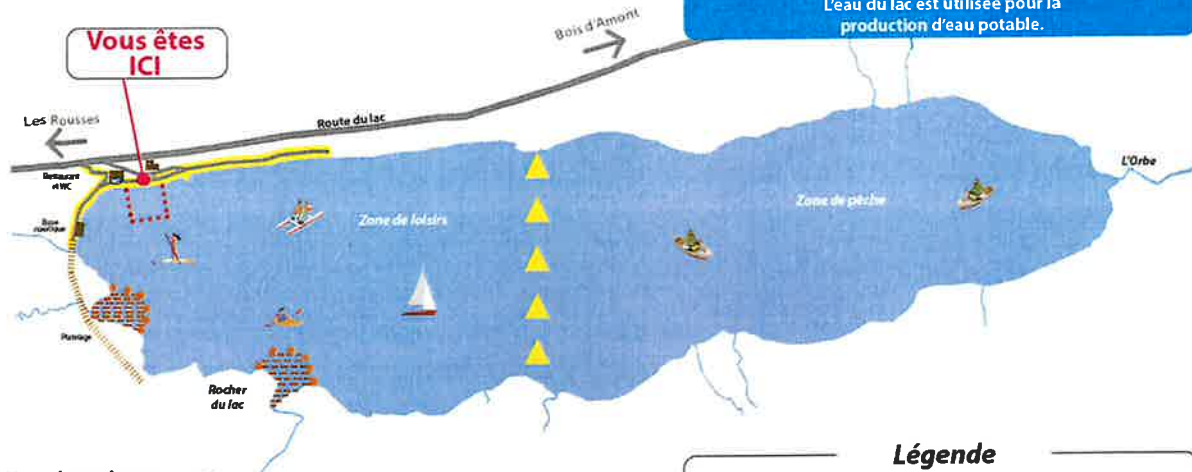 L'eau du lac est utilisée pour la
production d'eau potable.
Bois d'Amont
Vous êtes
ICI
Les Rousses
Route du lac
Restaurant
et WC
L'Orbe
Zone de loisirs
Zone de pêche
Base
nautique
Rocher
du lac
Légende